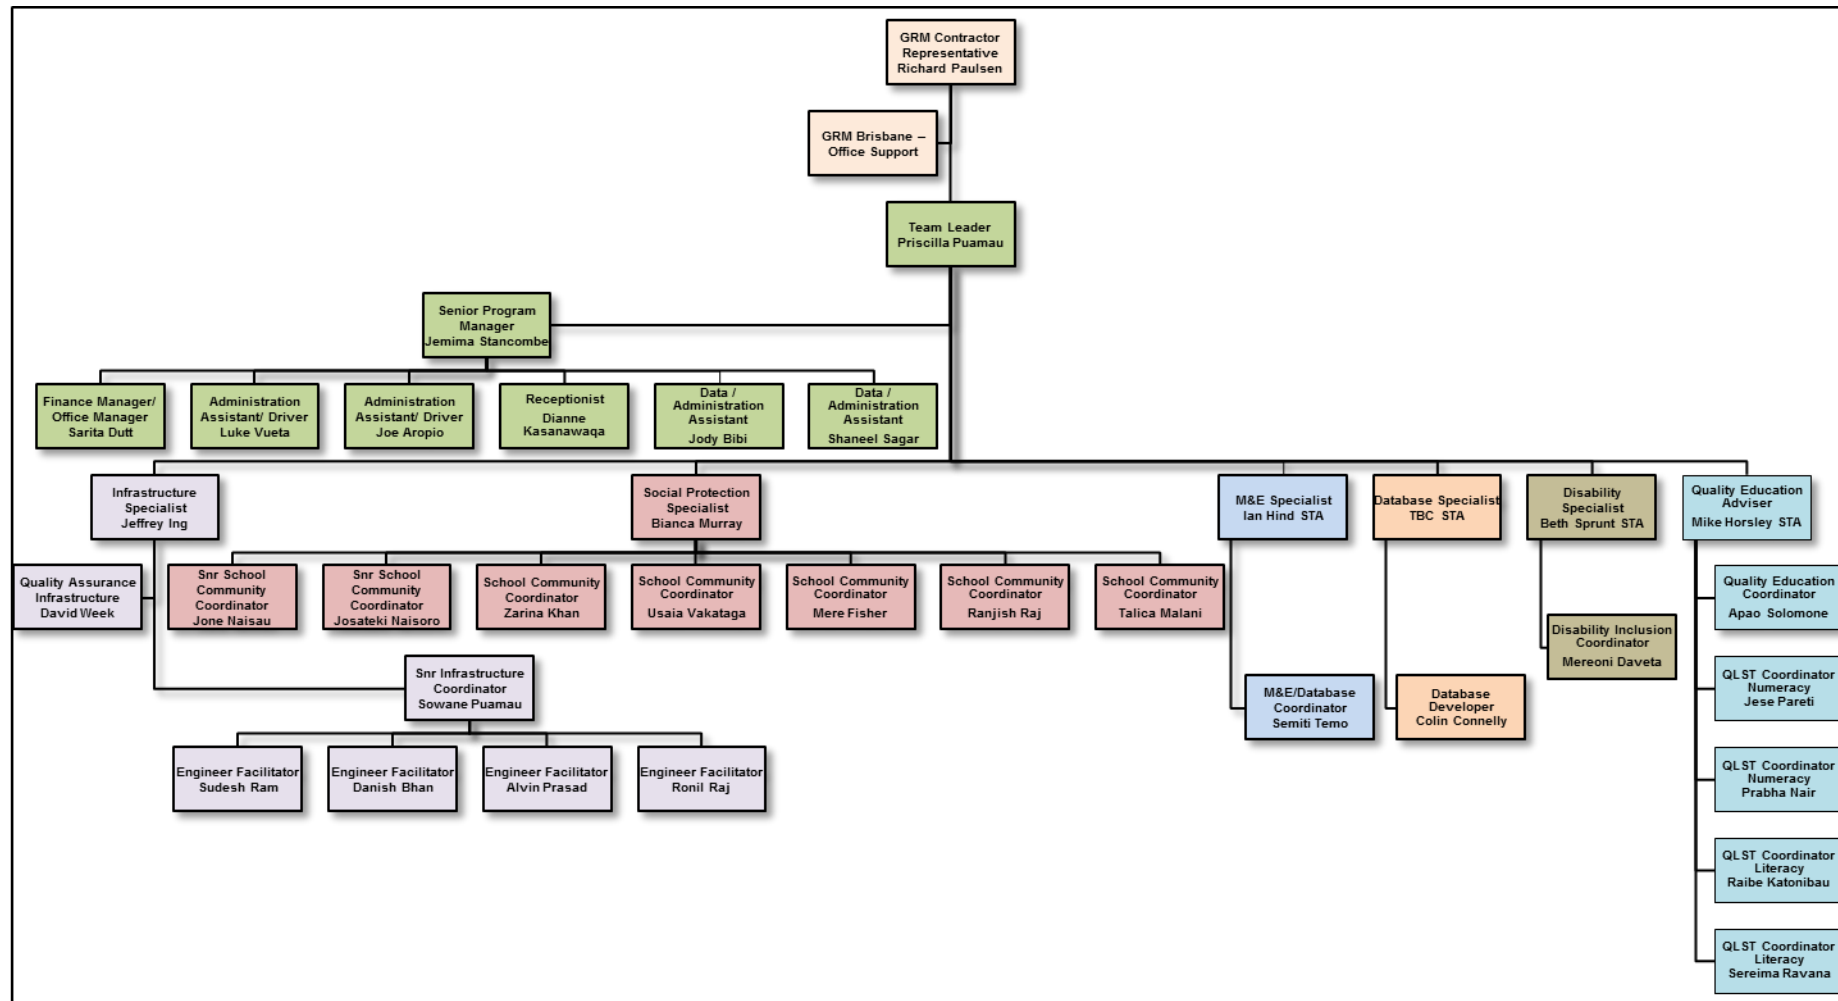 GRM Contractor
Representative
Richard Paulsen
GRM Brisbane –
Office Support
Team Leader
Priscilla Puamau
Senior Program
Manager
Jemima Stancombe
Finance Manager/
Office Manager
Sarita Dutt
Administration
Assistant/ Driver
Luke Vueta
Administration
Assistant/ Driver
Joe Aropio
Receptionist
Dianne
Kasanawaqa
Data /
Administration
Assistant
Jody Bibi
Data /
Administration
Assistant
Shaneel Sagar
Infrastructure
Specialist
Jeffrey Ing
Social Protection
Specialist
Bianca Murray
M&E Specialist
Ian Hind STA
Database Specialist
TBC STA
Disability
Specialist
Beth Sprunt STA
Quality Education
Adviser
Mike Horsley STA
Quality Assurance
Infrastructure
David Week
Snr School
Community
Coordinator
Jone Naisau
Snr School
Community
Coordinator
Josateki Naisoro
School Community
Coordinator
Zarina Khan
School Community
Coordinator
Usaia Vakataga
School Community
Coordinator
Mere Fisher
School Community
Coordinator
Ranjish Raj
School Community
Coordinator
Talica Malani
Quality Education
Coordinator
Apao Solomone
Disability Inclusion
Coordinator
Mereoni Daveta
Snr Infrastructure
Coordinator
Sowane Puamau
M&E/Database
Coordinator
Semiti Temo
Database
Developer
Colin Connelly
QLST Coordinator
Numeracy
Jese Pareti
Engineer Facilitator
Sudesh Ram
Engineer Facilitator
Danish Bhan
Engineer Facilitator
Alvin Prasad
Engineer Facilitator
Ronil Raj
QLST Coordinator
Numeracy
Prabha Nair
QLST Coordinator
Literacy
Raibe Katonibau
QLST Coordinator
Literacy
Sereima Ravana